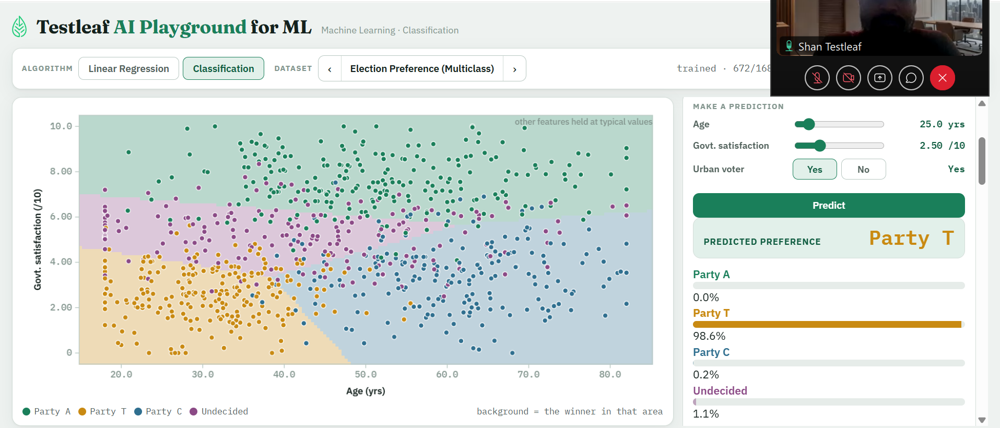 Testleaf AI Playground for ML Machine Learning · Classification
Shan Testleaf
ALGORITHM Linear Regression Classification DATASET ‹ Election Preference (Multiclass) › trained · 672/168
other features held at typical values
10.0
8.00
6.00
4.00
2.00
0
Govt. satisfaction (/10)
20.0 30.0 40.0 50.0 60.0 70.0 80.0
Age (yrs)
Party A Party T Party C Undecided background = the winner in that area
MAKE A PREDICTION
Age 25.0 yrs
Govt. satisfaction 2.50 /10
Urban voter Yes No Yes
Predict
PREDICTED PREFERENCE Party T
Party A
0.0%
Party T
98.6%
Party C
0.2%
Undecided
1.1%